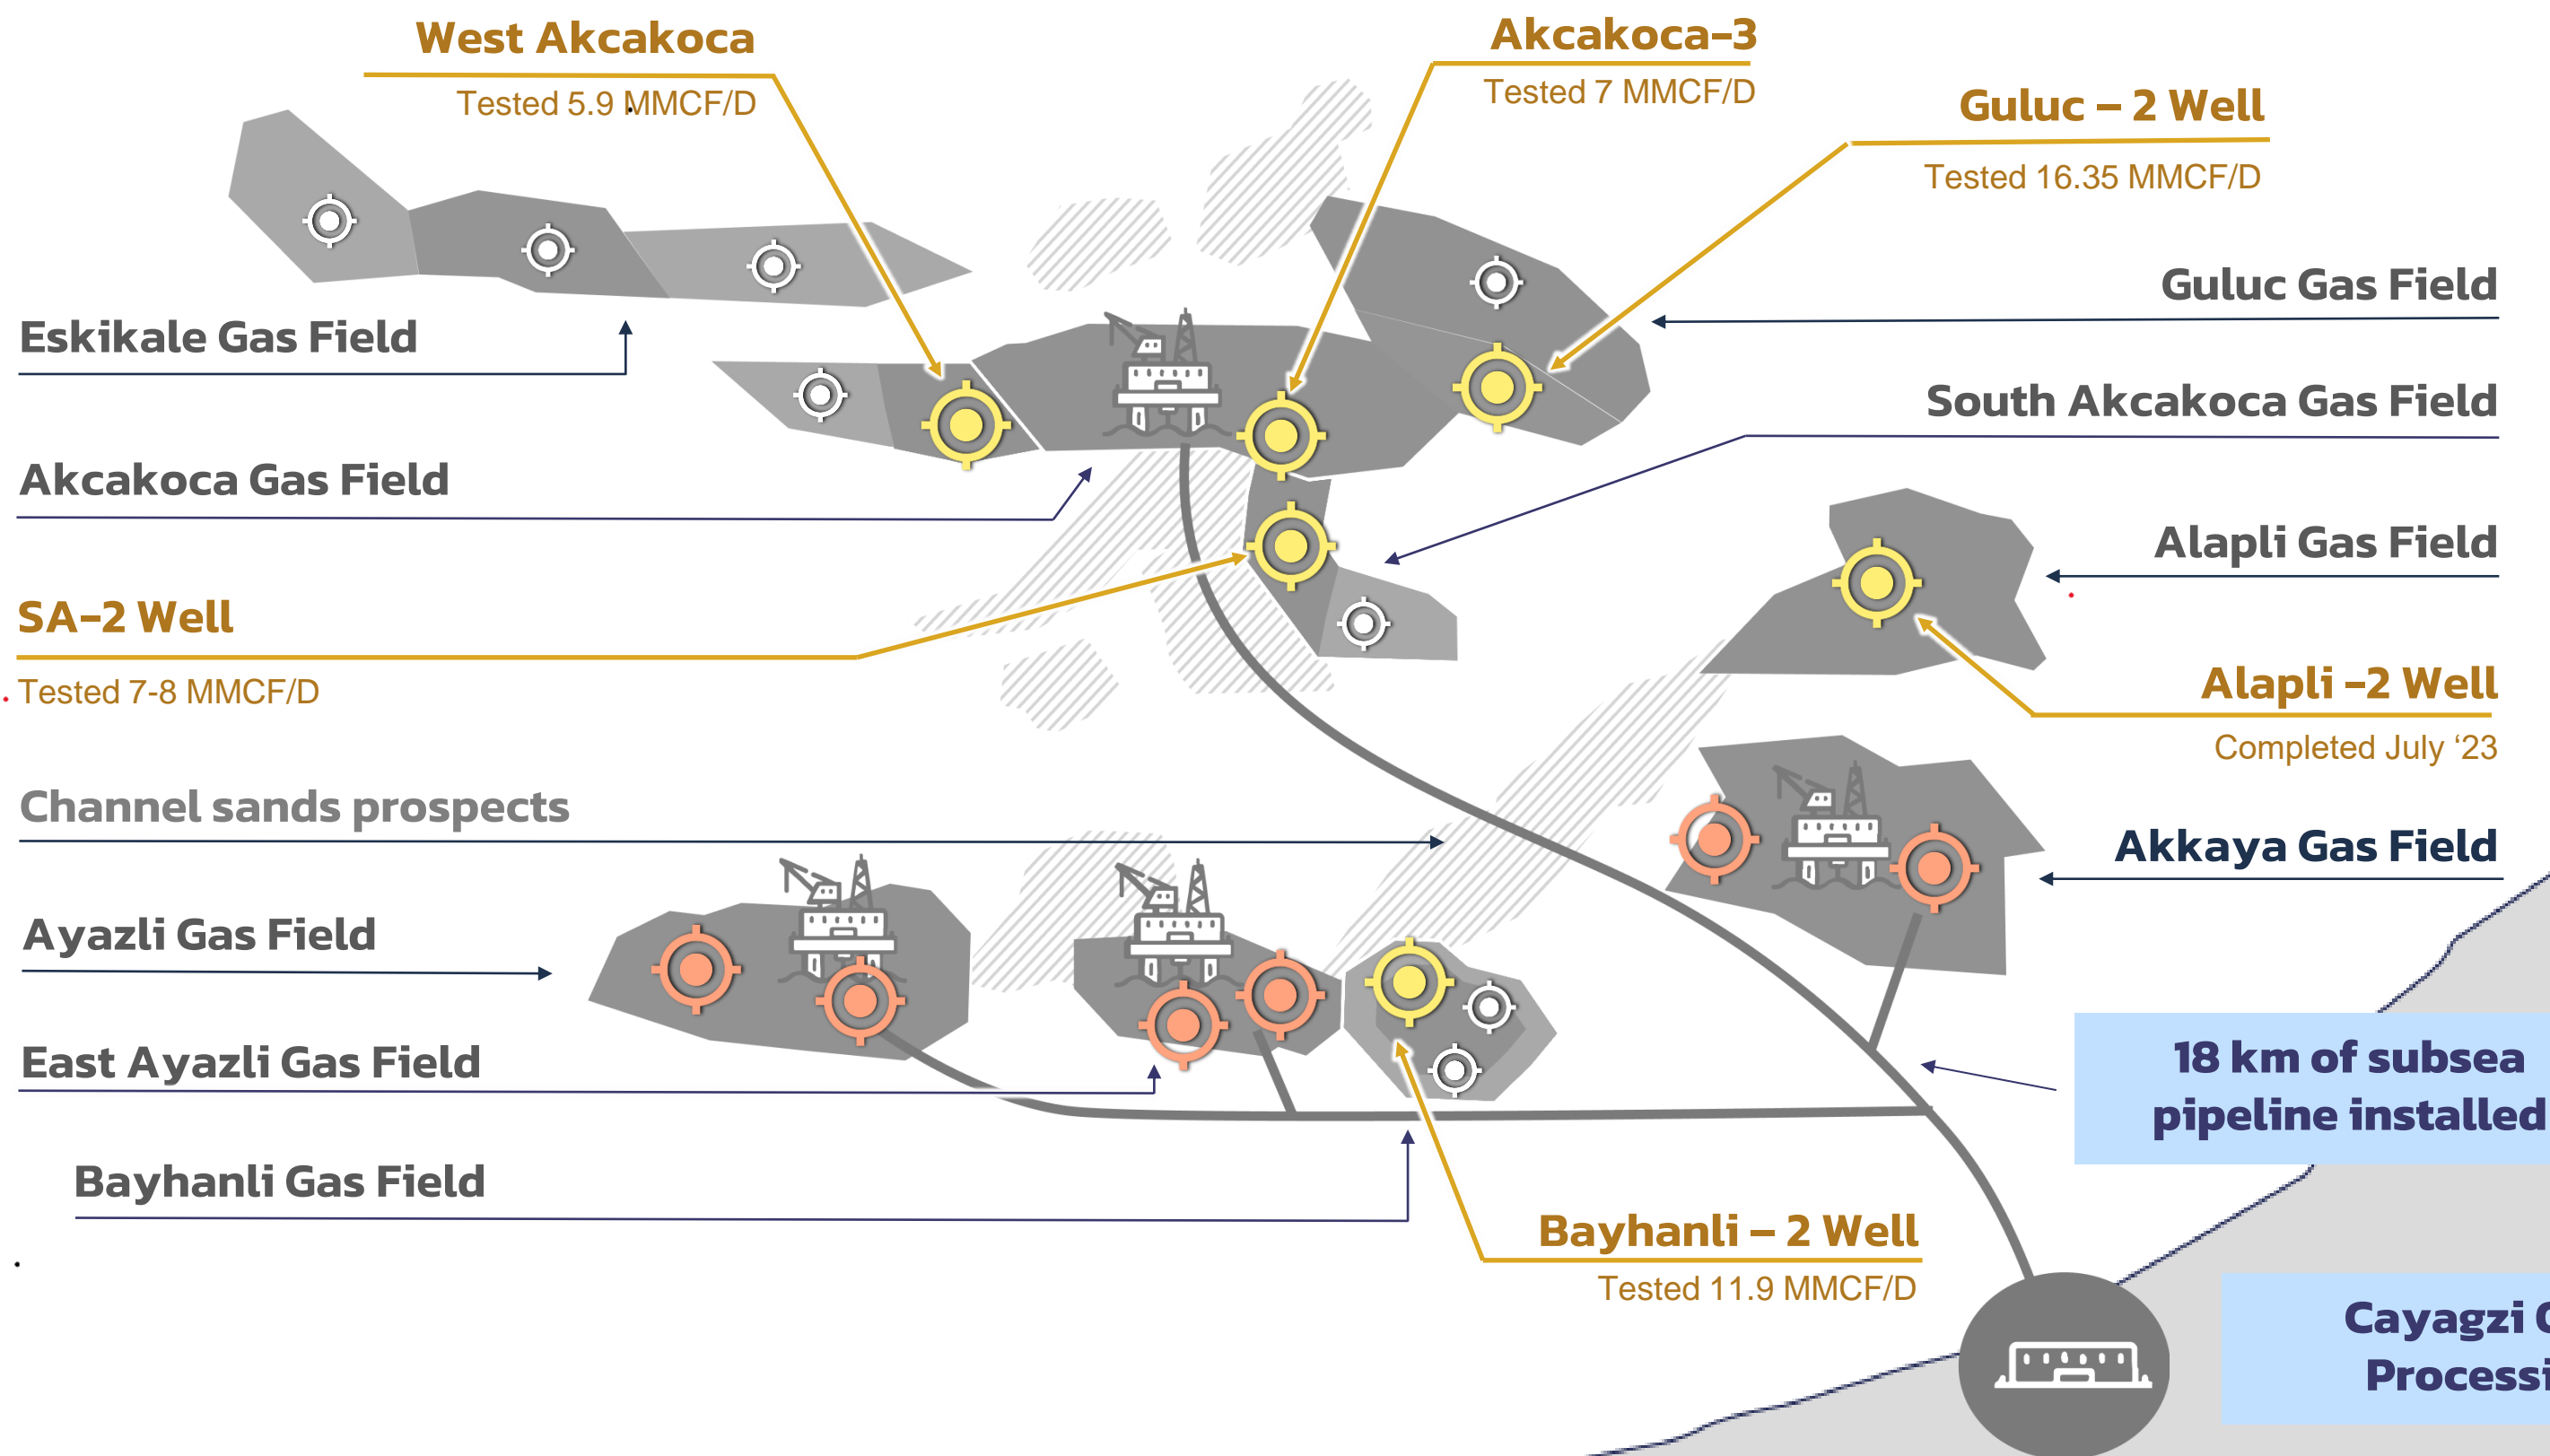 West Akcakoca
Tested 5.9 MMCF/D
Akcakoca-3
Tested 7 MMCF/D
Guluc – 2 Well
Tested 16.35 MMCF/D
Guluc Gas Field
Eskikale Gas Field
South Akcakoca Gas Field
Akcakoca Gas Field
Alapli Gas Field
SA-2 Well
Tested 7-8 MMCF/D
Alapli -2 Well
Completed July ‘23
Channel sands prospects
Akkaya Gas Field
Ayazli Gas Field
East Ayazli Gas Field
18 km of subsea
pipeline installed
Bayhanli Gas Field
Bayhanli – 2 Well
Tested 11.9 MMCF/D
Cayagzi